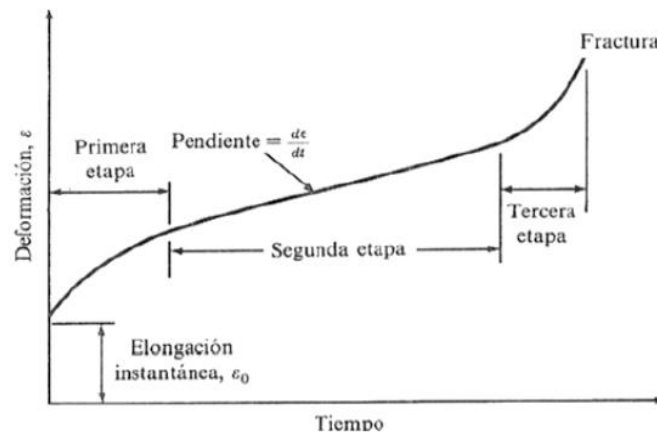 Fractura
Primera
etapa
Pendiente = dε/dt
Deformación, ε
Segunda etapa
Tercera
etapa
Elongación
instantánea, ε₀
Tiempo